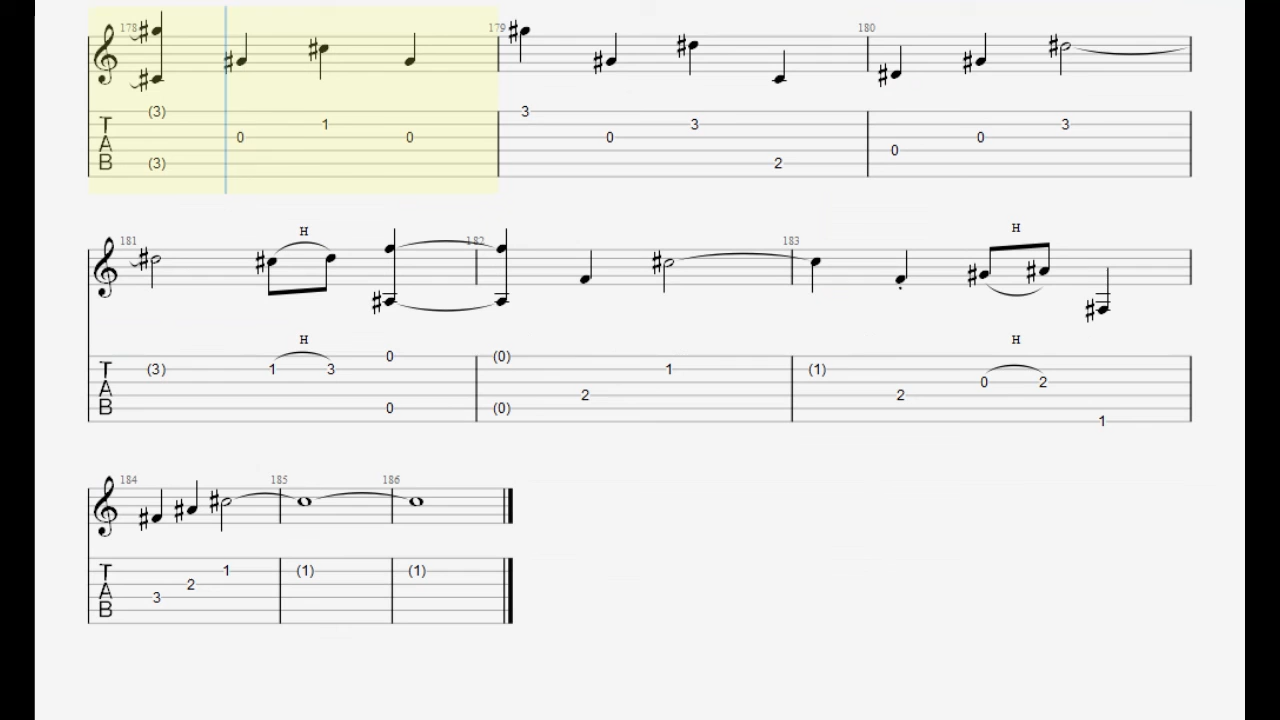 178 179 180
(3) 3
T 1 3 3
A 0 0 0 0 0
B (3) 2
181 H 182 183 H
H 0 (0) H
T (3) 1 3 1 (1)
0 2
A 2 2
B 0 (0)
1
184 185 186
T 1 (1) (1)
2
A 3
B